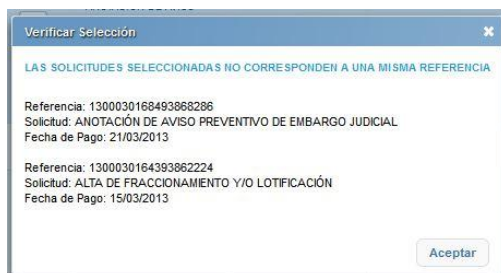 Verificar Selección
LAS SOLICITUDES SELECCIONADAS NO CORRESPONDEN A UNA MISMA REFERENCIA
Referencia: 1300030168493868286
Solicitud: ANOTACIÓN DE AVISO PREVENTIVO DE EMBARGO JUDICIAL
Fecha de Pago: 21/03/2013
Referencia: 1300030164393862224
Solicitud: ALTA DE FRACCIONAMIENTO Y/O LOTIFICACIÓN
Fecha de Pago: 15/03/2013
Aceptar